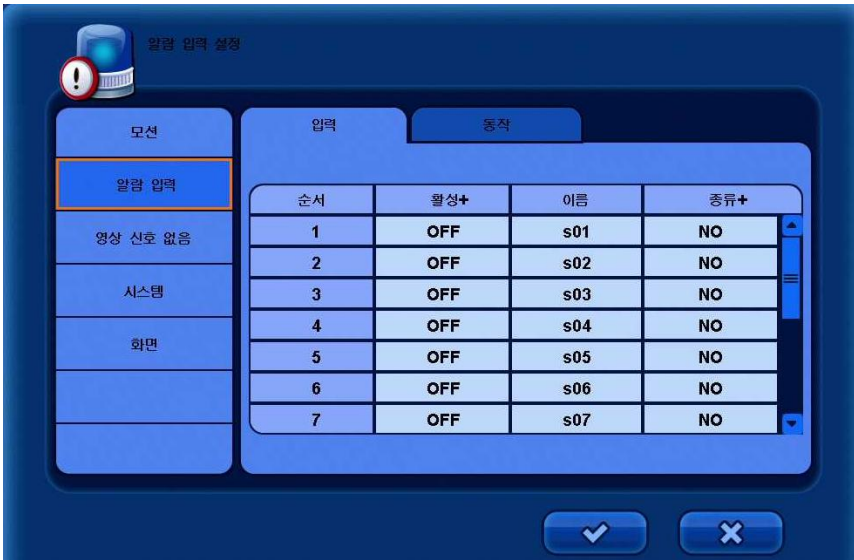 알람 입력 설정
모션
알람 입력
영상 신호 없음
시스템
화면
입력 동작
순서 활성+ 이름 종류+
1 OFF s01 NO
2 OFF s02 NO
3 OFF s03 NO
4 OFF s04 NO
5 OFF s05 NO
6 OFF s06 NO
7 OFF s07 NO